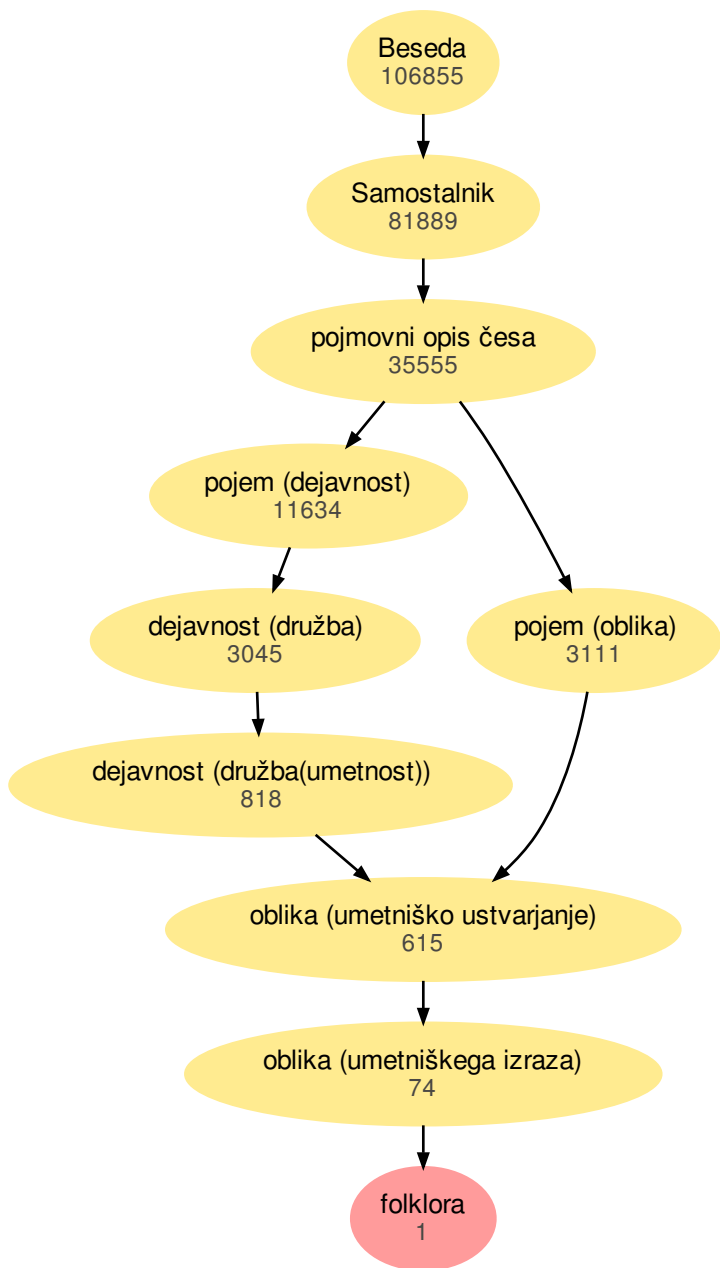 Beseda
106855
Samostalnik
81889
pojmovni opis česa
35555
pojem (dejavnost)
11634
dejavnost (družba)
3045
pojem (oblika)
3111
dejavnost (družba(umetnost))
818
oblika (umetniško ustvarjanje)
615
oblika (umetniškega izraza)
74
folklora
1